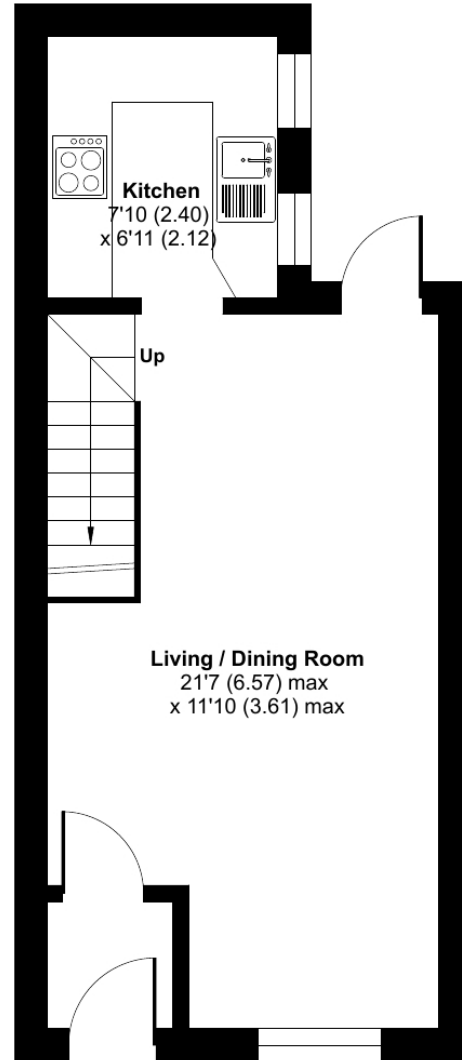 Kitchen
7'10 (2.40)
x 6'11 (2.12)
Up
Living / Dining Room
21'7 (6.57) max
x 11'10 (3.61) max